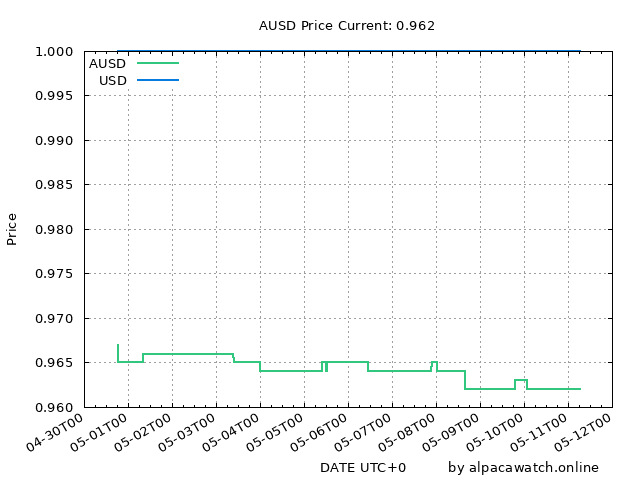 AUSD Price Current: 0.962
1.000
AUSD
USD
0.995
0.990
0.985
0.980
0.975
0.970
0.965
0.960
Price
04-30T00
05-01T00
05-02T00
05-03T00
05-04T00
05-05T00
05-06T00
05-07T00
05-08T00
05-09T00
05-10T00
05-11T00
05-12T00
DATE UTC+0
by alpacawatch.online